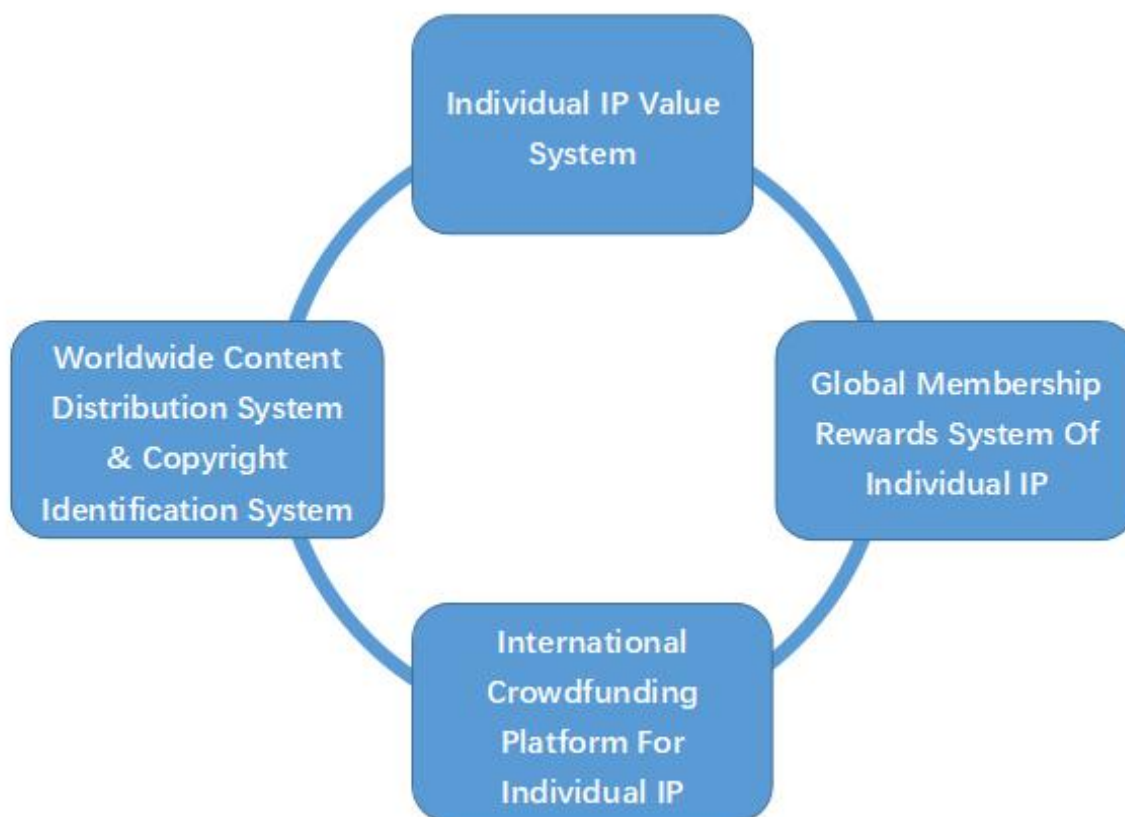 Individual IP Value
System
Worldwide Content
Distribution System
& Copyright
Identification System
Global Membership
Rewards System Of
Individual IP
International
Crowdfunding
Platform For
Individual IP